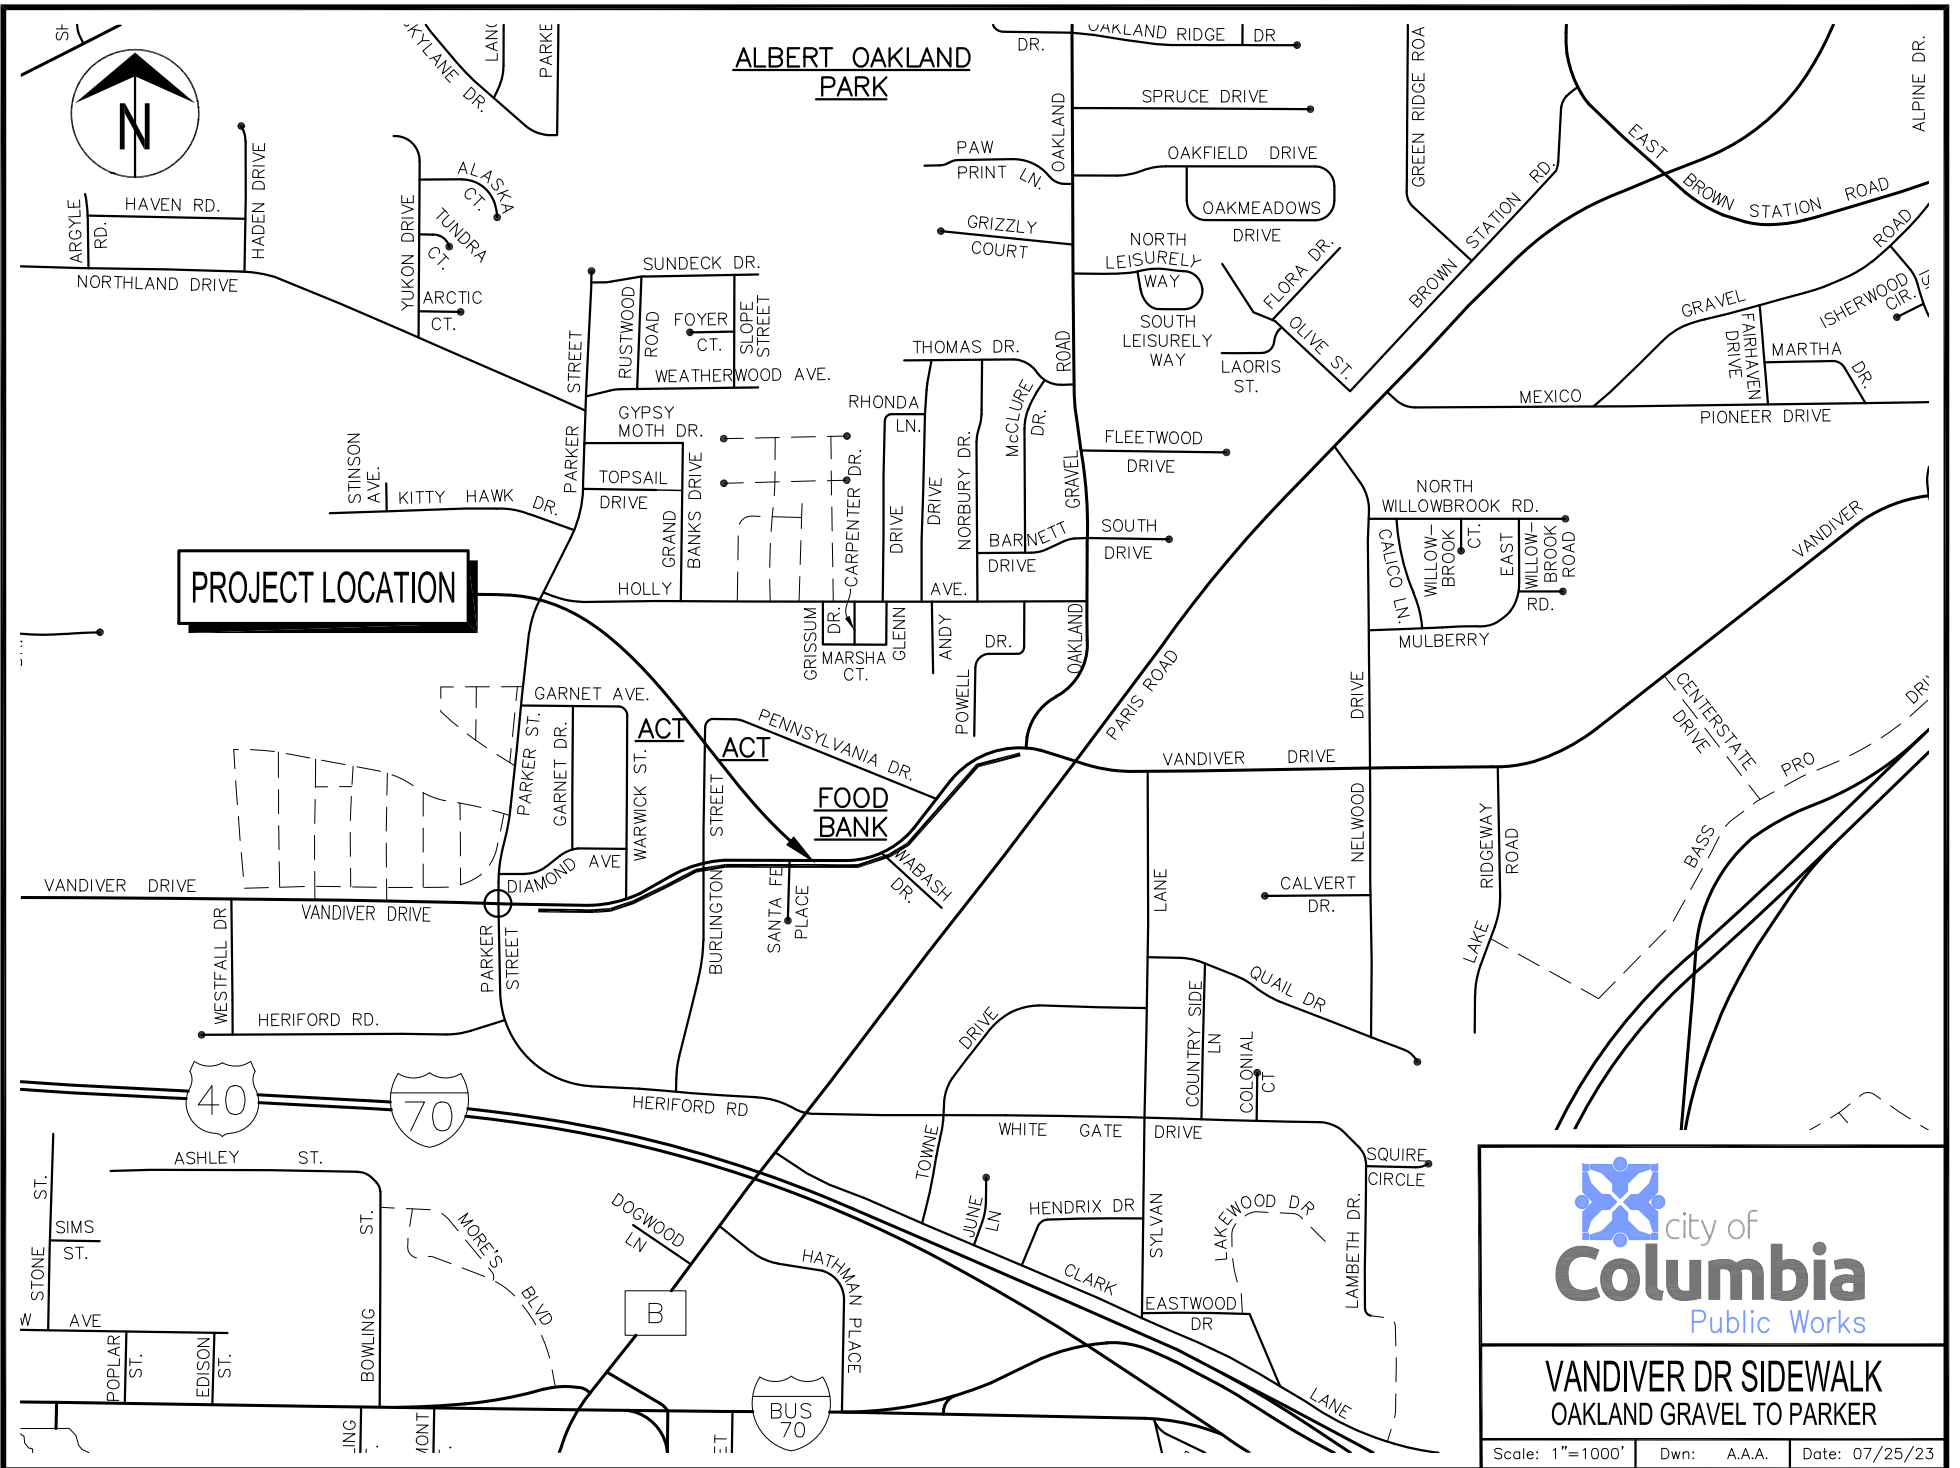 ALBERT OAKLAND
PARK
SKYLANE DR.
PARKE
DR.
OAKLAND RIDGE DR
SPRUCE DRIVE
GREEN RIDGE ROA
ALPINE DR.
N
HAVEN RD.
ARGYLE
RD.
HADEN DRIVE
NORTHLAND DRIVE
YUKON DRIVE
ALASKA
CT.
TUNDRA
CT.
ARCTIC
CT.
PAW
PRINT LN.
OAKLAND
GRIZZLY
COURT
OAKFIELD DRIVE
OAKMEADOWS
DRIVE
NORTH
LEISURELY
WAY
SOUTH
LEISURELY
WAY
FLORA DR.
OLIVE ST.
LAORIS
ST.
BROWN STATION RD.
EAST
BROWN STATION ROAD
GRAVEL ROAD
ISHERWOOD
CIR.
FAIRHAVEN
DRIVE
MARTHA
DR.
MEXICO
PIONEER DRIVE
SUNDECK DR.
RUSTWOOD
ROAD
FOYER
CT.
SLOPE
STREET
WEATHERWOOD AVE.
PARKER STREET
GYPSY
MOTH DR.
TOPSAIL
DRIVE
GRAND
BANKS DRIVE
STINSON
AVE.
KITTY HAWK DR.
THOMAS DR.
RHONDA
LN.
McCLURE
DR.
NORBURY DR.
DRIVE
DRIVE
CARPENTER DR.
BARNETT
DRIVE
ROAD
GRAVEL
OAKLAND
FLEETWOOD
DRIVE
SOUTH
DRIVE
HOLLY AVE.
GRISSUM
DR.
MARSHA
CT.
GLENN
ANDY
POWELL
DR.
NORTH
WILLOWBROOK RD.
CALICO LN.
WILLOW-
BROOK
CT.
EAST
WILLOW-
BROOK
ROAD
RD.
MULBERRY
VANDIVER
PROJECT LOCATION
GARNET AVE.
PARKER ST.
GARNET DR.
WARWICK ST.
DIAMOND AVE
ACT
ACT
PENNSYLVANIA DR.
FOOD
BANK
BURLINGTON STREET
SANTA FE
PLACE
WABASH
DR.
PARIS ROAD
VANDIVER DRIVE
NELWOOD DRIVE
CENTERSTATE
DRIVE
BASS PRO DRI
RIDGEWAY
ROAD
LAKE
CALVERT
DR.
VANDIVER DRIVE
VANDIVER DRIVE
WESTFALL DR
PARKER
STREET
HERIFORD RD.
40
70
HERIFORD RD
TOWNE DRIVE
LANE
SYLVAN
QUAIL DR
COUNTRY SIDE
LN
COLONIAL
CT
WHITE GATE DRIVE
SQUIRE
CIRCLE
LAMBETH DR.
LAKEWOOD DR
HENDRIX DR
JUNE
LN
EASTWOOD
DR
CLARK LANE
ASHLEY ST.
STONE ST.
SIMS
ST.
AVE
POPLAR
ST.
EDISON
ST.
BOWLING ST.
MORE'S BLVD
DOGWOOD
LN
HATHMAN PLACE
B
BUS
70
city of
Columbia
Public Works
VANDIVER DR SIDEWALK
OAKLAND GRAVEL TO PARKER
Scale: 1"=1000' Dwn: A.A.A. Date: 07/25/23